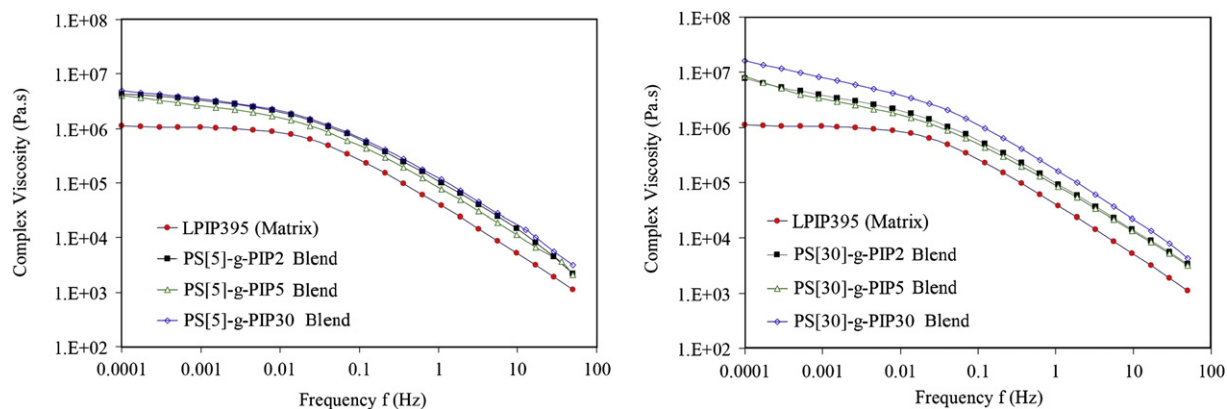 1.E+08
1.E+07
1.E+06
1.E+05
1.E+04
1.E+03
1.E+02
Complex Viscosity (Pa.s)
LPIP395 (Matrix)
PS[5]-g-PIP2 Blend
PS[5]-g-PIP5 Blend
PS[5]-g-PIP30 Blend
0.0001 0.001 0.01 0.1 1 10 100
Frequency f (Hz)
1.E+08
1.E+07
1.E+06
1.E+05
1.E+04
1.E+03
1.E+02
Complex Viscosity (Pa.s)
LPIP395 (Matrix)
PS[30]-g-PIP2 Blend
PS[30]-g-PIP5 Blend
PS[30]-g-PIP30 Blend
0.0001 0.001 0.01 0.1 1 10 100
Frequency f (Hz)